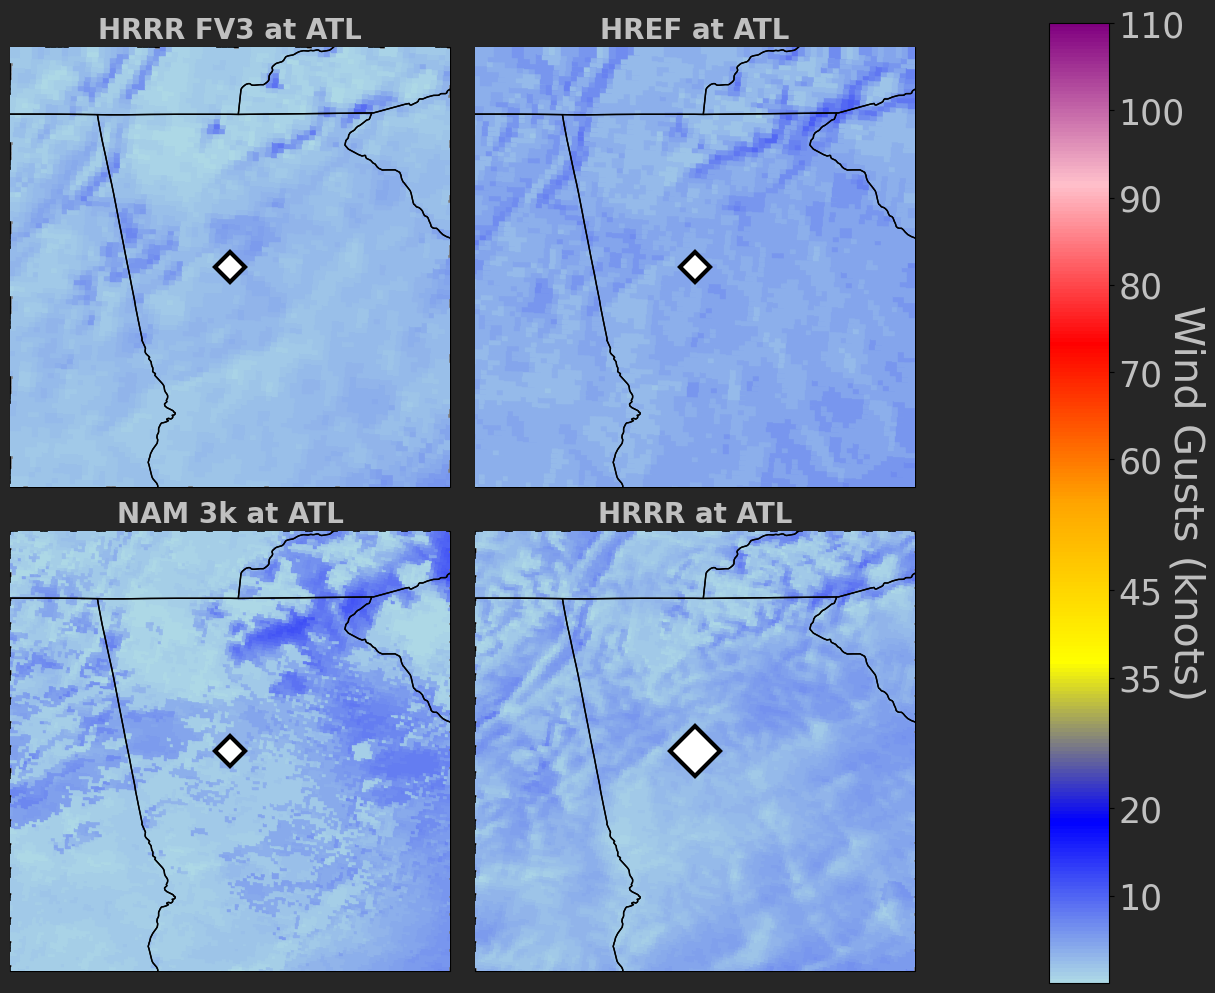 HRRR FV3 at ATL
HREF at ATL
NAM 3k at ATL
HRRR at ATL
110
100
90
80
70
60
45
35
20
10
Wind Gusts (knots)